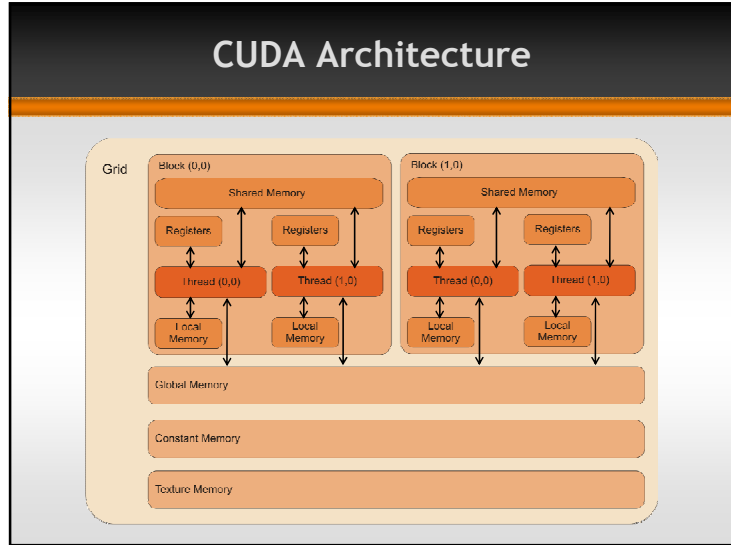 CUDA Architecture
Grid
Block (0,0)
Shared Memory
Registers
Registers
Thread (0,0)
Thread (1,0)
Local
Memory
Local
Memory
Block (1,0)
Shared Memory
Registers
Registers
Thread (0,0)
Thread (1,0)
Local
Memory
Local
Memory
Global Memory
Constant Memory
Texture Memory